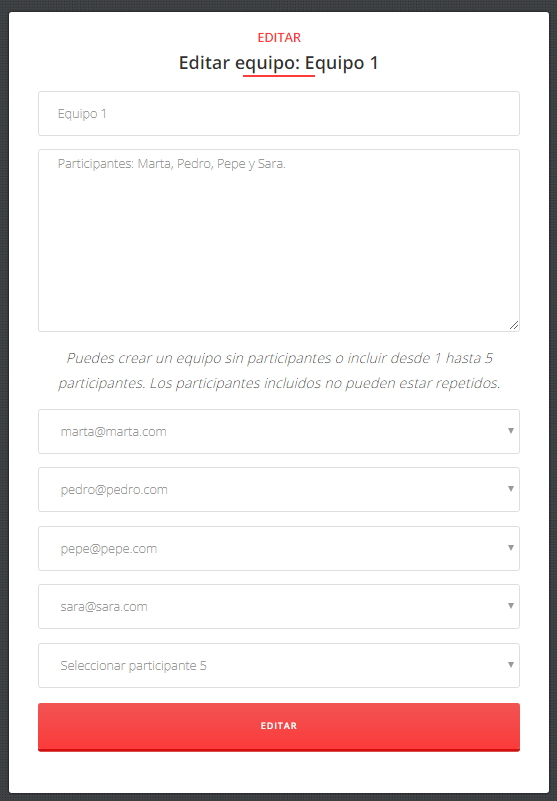 EDITAR
Editar equipo: Equipo 1
Equipo 1
Participantes: Marta, Pedro, Pepe y Sara.
Puedes crear un equipo sin participantes o incluir desde 1 hasta 5
participantes. Los participantes incluidos no pueden estar repetidos.
marta@marta.com
pedro@pedro.com
pepe@pepe.com
sara@sara.com
Seleccionar participante 5
EDITAR